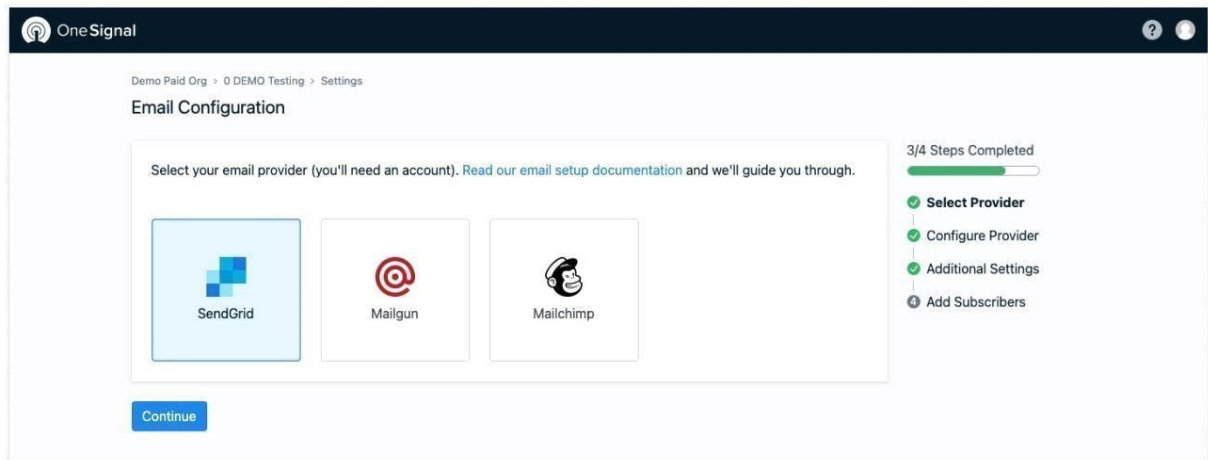 OneSignal
?
Demo Paid Org > 0 DEMO Testing > Settings
Email Configuration
Select your email provider (you'll need an account). Read our email setup documentation and we'll guide you through.
SendGrid
Mailgun
Mailchimp
Continue
3/4 Steps Completed
Select Provider
Configure Provider
Additional Settings
4 Add Subscribers